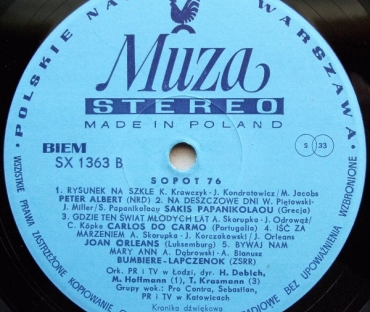 • POLSKIE NA
WARSZAWA •
Muza
STEREO
MADE IN POLAND
BIEM
SX 1363 B
S 33
SOPOT 76
1. RYSUNEK NA SZKLE K. Krawczyk - J. Kondratowicz / M. Jacobs
PETER ALBERT (NRD) 2. NA DESZCZOWE DNI W. Piętowski -
J. Miller / S. Papanikolaou SAKIS PAPANIKOLAOU (Grecja)
3. GDZIE TEN ŚWIAT MŁODYCH LAT A. Skorupka - J. Odrowąż /
C. Köpke CARLOS DO CARMO (Portugalia) 4. IŚĆ ZA
MARZENIEM A. Skorupka - J. Korczakowski / J. Orleans
JOAN ORLEANS (Luksemburg) 5. BYWAJ NAM
MARY ANN A. Dąbrowski - A. Bianusz
BUMBIERE-LAPCZENOK (ZSRR)
Ork. PR i TV w Łodzi, dyr. H. Debich,
M. Hoffmann (1), T. Krasmann (3)
Grupy wok.: Pro Contra, Sebastian,
PR i TV w Katowicach
Kronika dźwiękowa
• WSZYSTKIE PRAWA ZASTRZEŻONE KOPIOWANIE
RADIOWE BEZ UPOWAŻNIENIA WZBRONIONE •